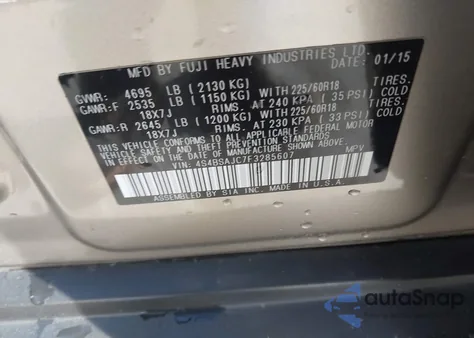 MFD BY FUJI HEAVY INDUSTRIES LTD.
DATE: 01/15
GVWR: 4695 LB (2130 KG)
GAWR:F 2535 LB (1150 KG) WITH 225/60R18 TIRES,
18X7J RIMS, AT 240 KPA (35 PSI) COLD
GAWR:R 2645 LB (1200 KG) WITH 225/60R18 TIRES,
18X7J RIMS, AT 230 KPA (33 PSI) COLD
THIS VEHICLE CONFORMS TO ALL APPLICABLE FEDERAL MOTOR
VEHICLE SAFETY
THEFT PREVENTION STANDARDS IN EFFECT ON THE DATE OF
MANUFACTURE SHOWN ABOVE.
4S4BSAJC7F3285607 MPV
ASSEMBLED BY SIA INC. MADE IN U.S.A.
autoSnap